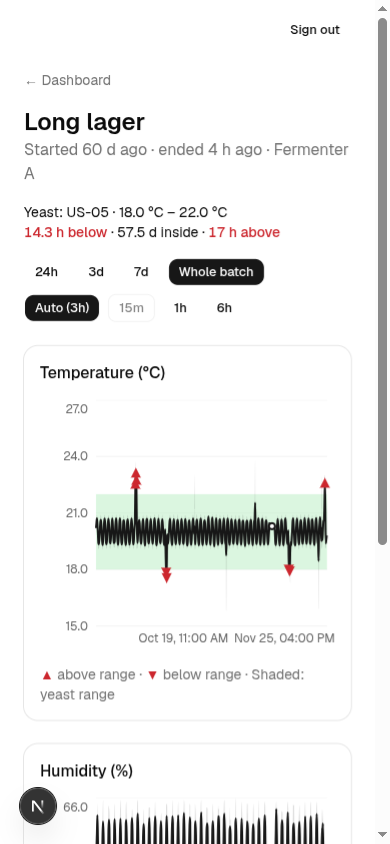 Sign out
← Dashboard
Long lager
Started 60 d ago · ended 4 h ago · Fermenter
A
Yeast: US-05 · 18.0 °C – 22.0 °C
14.3 h below · 57.5 d inside · 17 h above
24h 3d 7d Whole batch
Auto (3h) 15m 1h 6h
Temperature (°C)
27.0
24.0
21.0
18.0
15.0
Oct 19, 11:00 AM Nov 25, 04:00 PM
▲ above range · ▼ below range · Shaded:
yeast range
Humidity (%)
66.0
N